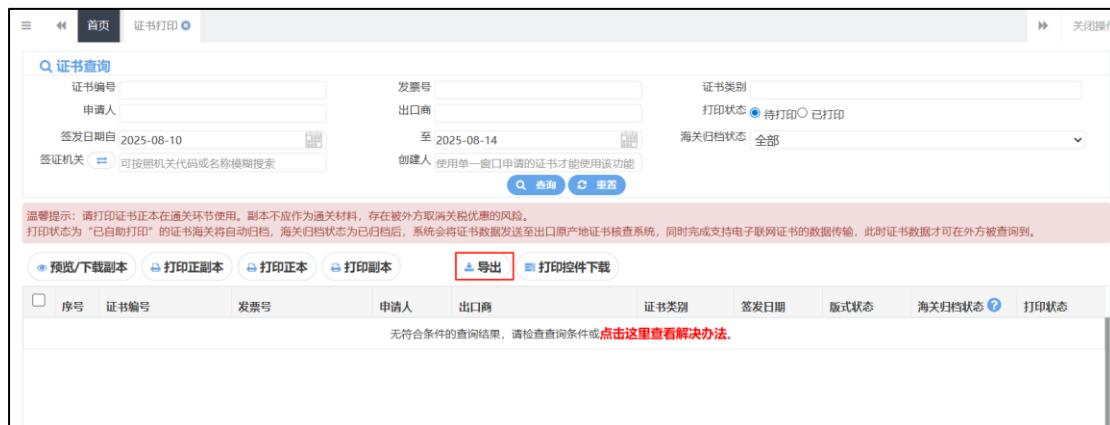 首页 证书打印 关闭操作
证书查询
证书编号 发票号 证书类别
申请人 出口商 打印状态 待打印 已打印
签发日期自 2025-08-10 至 2025-08-14 海关归档状态 全部
签证机关 可按照机关代码或名称模糊搜索 创建人 使用单一窗口申请的证书才能使用该功能
查询 重置
温馨提示：请打印证书正本在通关环节使用。副本不应作为通关材料，存在被外方取消关税优惠的风险。
打印状态为“已自助打印”的证书海关将自动归档，海关归档状态为已归档后，系统会将证书数据发送至出口原产地证书核查系统，同时完成支持电子联网证书的数据传输，此时证书数据才可在外方被查询到。
预览/下载副本 打印正副本 打印正本 打印副本 导出 打印控件下载
序号 证书编号 发票号 申请人 出口商 证书类别 签发日期 版式状态 海关归档状态 打印状态
无符合条件的查询结果，请检查查询条件或点击这里查看解决办法。